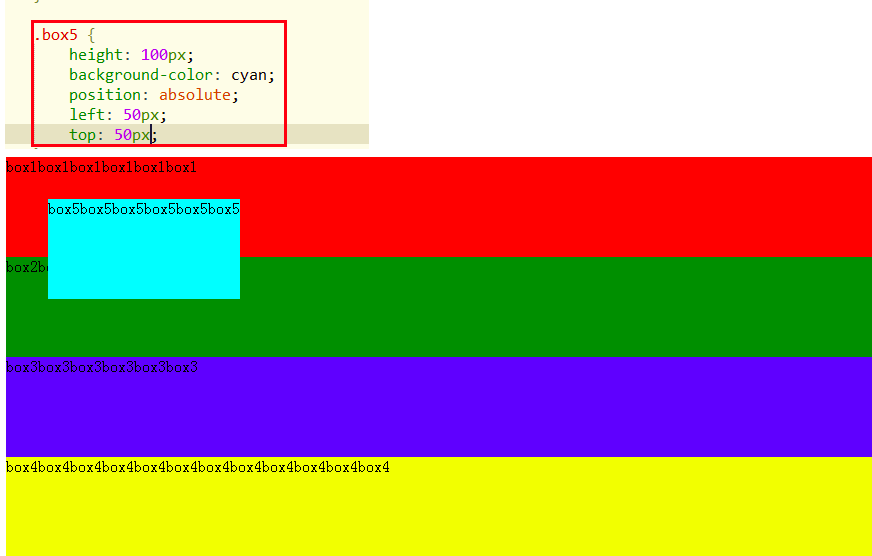 .box5 {
height: 100px;
background-color: cyan;
position: absolute;
left: 50px;
top: 50px;
box1box1box1box1box1box1
box5box5box5box5box5box5
box2b
box3box3box3box3box3box3
box4box4box4box4box4box4box4box4box4box4box4box4